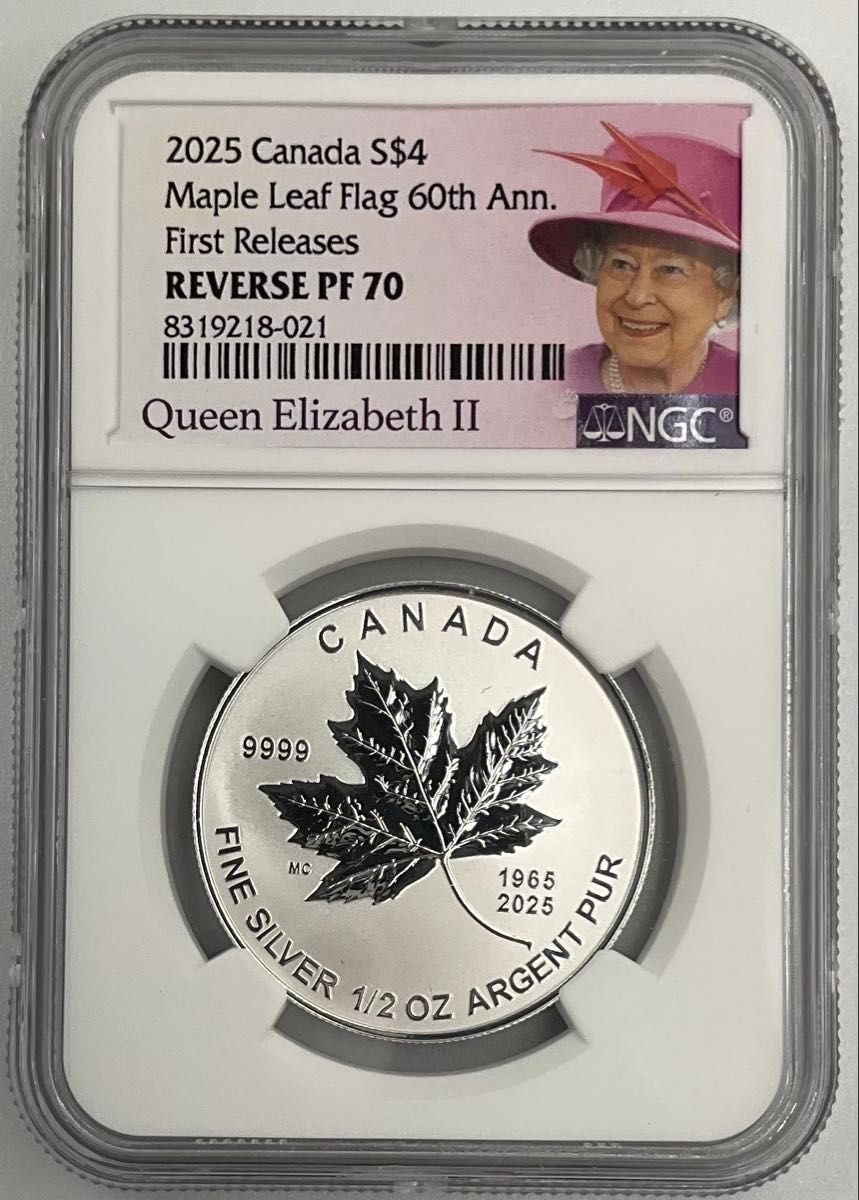 2025 Canada S$4
Maple Leaf Flag 60th Ann.
First Releases
REVERSE PF 70
8319218-021
Queen Elizabeth II
NGC®
CANADA
9999
MC
1965
2025
FINE SILVER 1/2 OZ ARGENT PUR